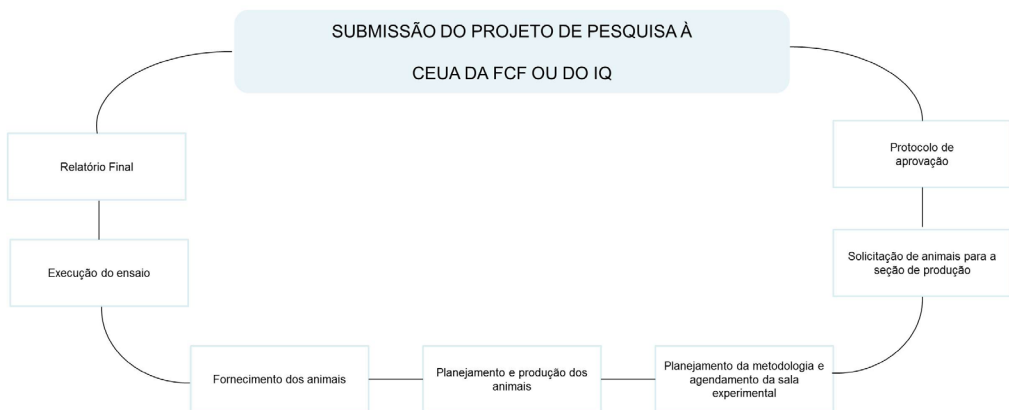 SUBMISSÃO DO PROJETO DE PESQUISA À
CEUA DA FCF OU DO IQ
Protocolo de
aprovação
Solicitação de animais para a
seção de produção
Planejamento da metodologia e
agendamento da sala
experimental
Planejamento e produção dos
animais
Fornecimento dos animais
Execução do ensaio
Relatório Final